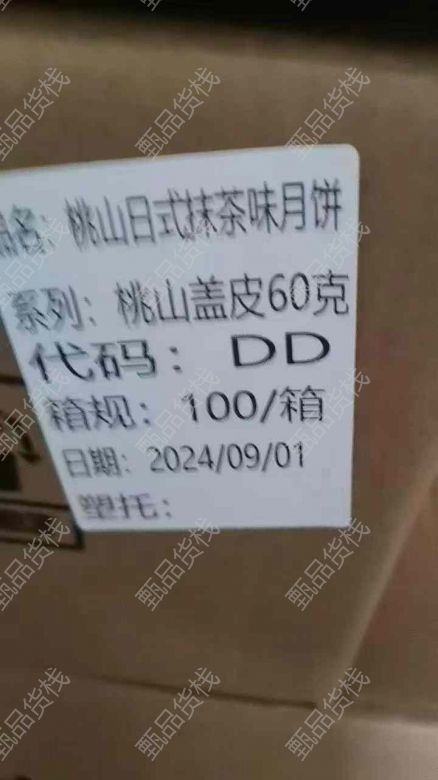 品名：桃山日式抹茶味月饼
系列：桃山盖皮60克
代码：DD
箱规：100/箱
日期：2024/09/01
塑托：
甄品货栈